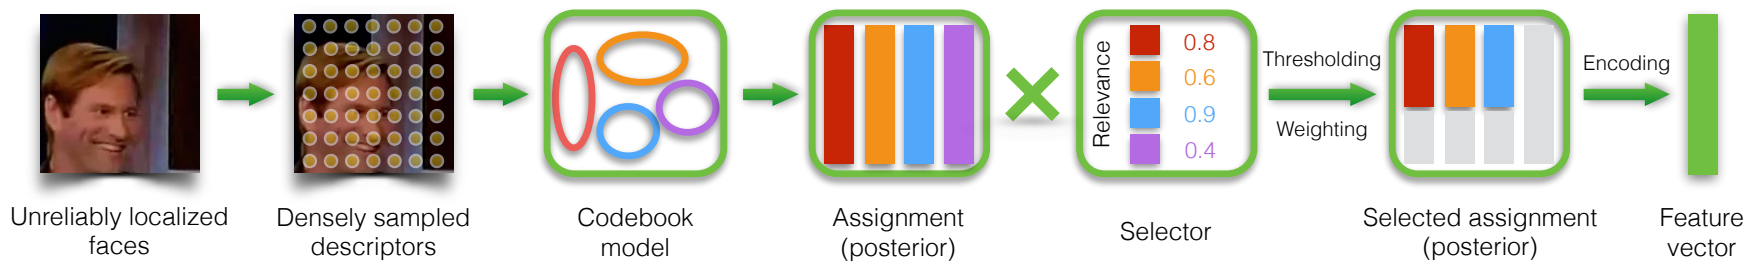 Unreliably localized
faces
Densely sampled
descriptors
Codebook
model
Assignment
(posterior)
Relevance
0.8
0.6
0.9
0.4
Selector
Thresholding
Weighting
Selected assignment
(posterior)
Encoding
Feature
vector